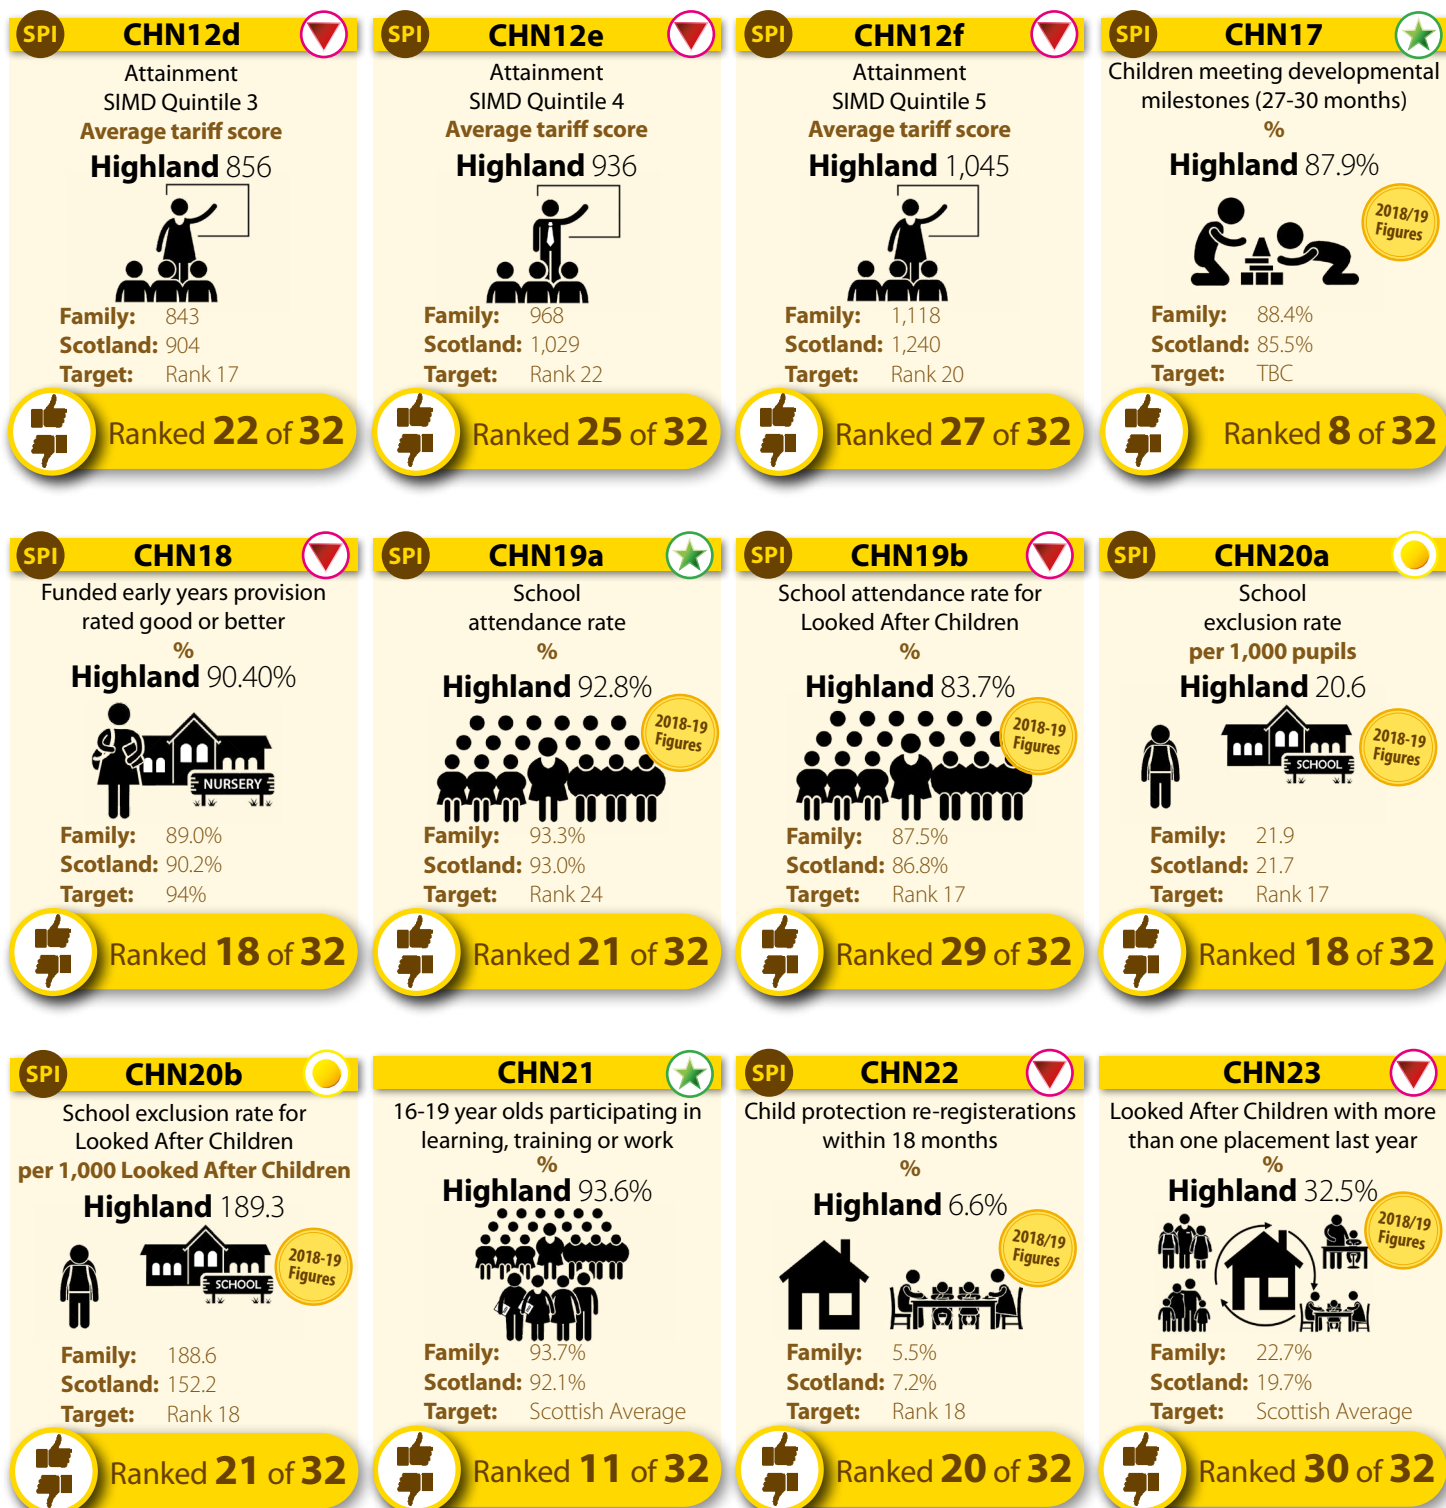 SPI CHN12d
Attainment
SIMD Quintile 3
Average tariff score
Highland 856
Family: 843
Scotland: 904
Target: Rank 17
Ranked 22 of 32
SPI CHN12e
Attainment
SIMD Quintile 4
Average tariff score
Highland 936
Family: 968
Scotland: 1,029
Target: Rank 22
Ranked 25 of 32
SPI CHN12f
Attainment
SIMD Quintile 5
Average tariff score
Highland 1,045
Family: 1,118
Scotland: 1,240
Target: Rank 20
Ranked 27 of 32
SPI CHN17
Children meeting developmental
milestones (27-30 months)
%
Highland 87.9%
2018/19
Figures
Family: 88.4%
Scotland: 85.5%
Target: TBC
Ranked 8 of 32
SPI CHN18
Funded early years provision
rated good or better
%
Highland 90.40%
NURSERY
Family: 89.0%
Scotland: 90.2%
Target: 94%
Ranked 18 of 32
SPI CHN19a
School
attendance rate
%
Highland 92.8%
2018-19
Figures
Family: 93.3%
Scotland: 93.0%
Target: Rank 24
Ranked 21 of 32
SPI CHN19b
School attendance rate for
Looked After Children
%
Highland 83.7%
2018-19
Figures
Family: 87.5%
Scotland: 86.8%
Target: Rank 17
Ranked 29 of 32
SPI CHN20a
School
exclusion rate
per 1,000 pupils
Highland 20.6
2018-19
Figures
SCHOOL
Family: 21.9
Scotland: 21.7
Target: Rank 17
Ranked 18 of 32
SPI CHN20b
School exclusion rate for
Looked After Children
per 1,000 Looked After Children
Highland 189.3
2018-19
Figures
SCHOOL
Family: 188.6
Scotland: 152.2
Target: Rank 18
Ranked 21 of 32
CHN21
16-19 year olds participating in
learning, training or work
%
Highland 93.6%
Family: 93.7%
Scotland: 92.1%
Target: Scottish Average
Ranked 11 of 32
SPI CHN22
Child protection re-registerations
within 18 months
%
Highland 6.6%
2018/19
Figures
Family: 5.5%
Scotland: 7.2%
Target: Rank 18
Ranked 20 of 32
CHN23
Looked After Children with more
than one placement last year
%
Highland 32.5%
2018/19
Figures
Family: 22.7%
Scotland: 19.7%
Target: Scottish Average
Ranked 30 of 32